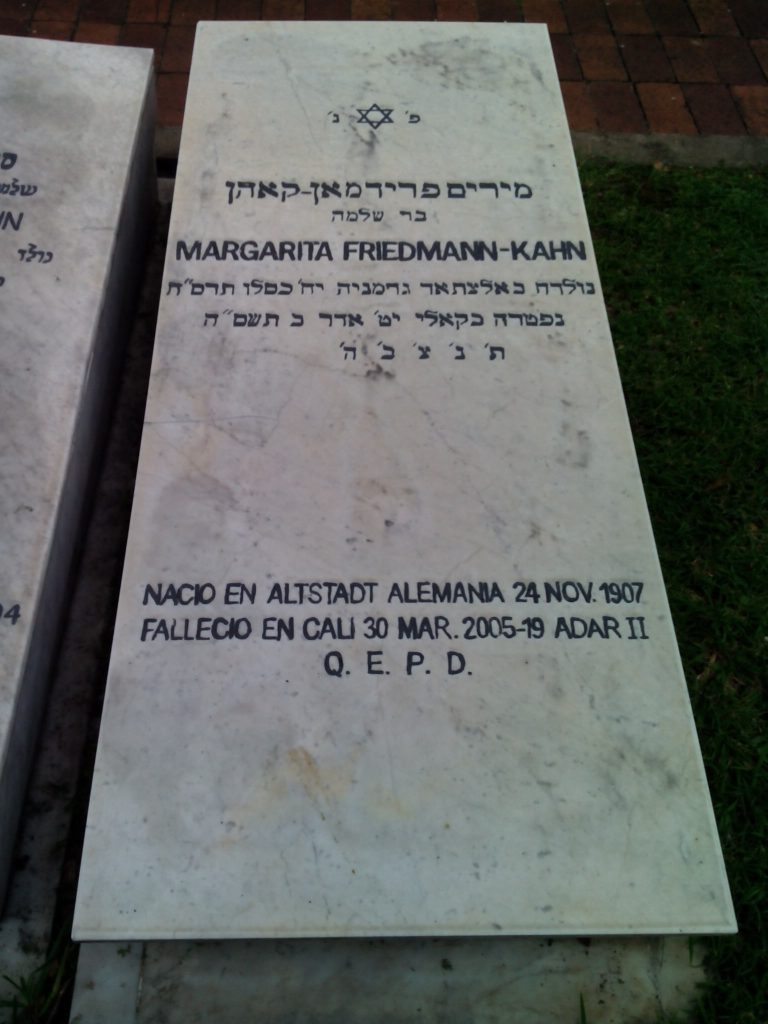 פ׳ נ׳
מירים פרידמאן-קאהן
בר שלמה
MARGARITA FRIEDMANN-KAHN
נולדה באלצתאד גרמניה יח׳ כסלו תרס״ח
נפטרה בקאלי יט׳ אדר ב תשס״ה
ת׳ נ׳ צ׳ ב׳ ה׳
NACIO EN ALTSTADT ALEMANIA 24 NOV. 1907
FALLECIO EN CALI 30 MAR. 2005-19 ADAR II
Q. E. P. D.